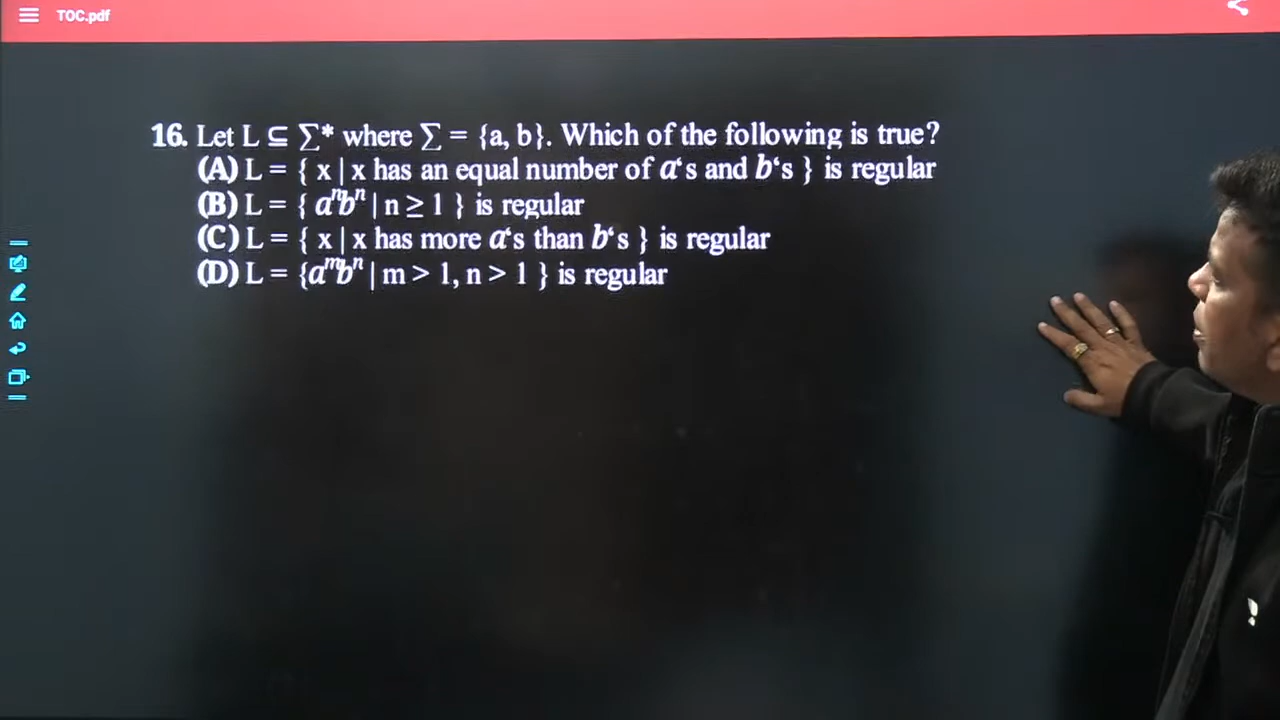 TOC.pdf
16. Let L ⊆ ∑* where ∑ = {a, b}. Which of the following is true?
(A) L = { x | x has an equal number of a‘s and b‘s } is regular
(B) L = { aⁿbⁿ | n ≥ 1 } is regular
(C) L = { x | x has more a‘s than b‘s } is regular
(D) L = {aᵐbⁿ | m > 1, n > 1 } is regular